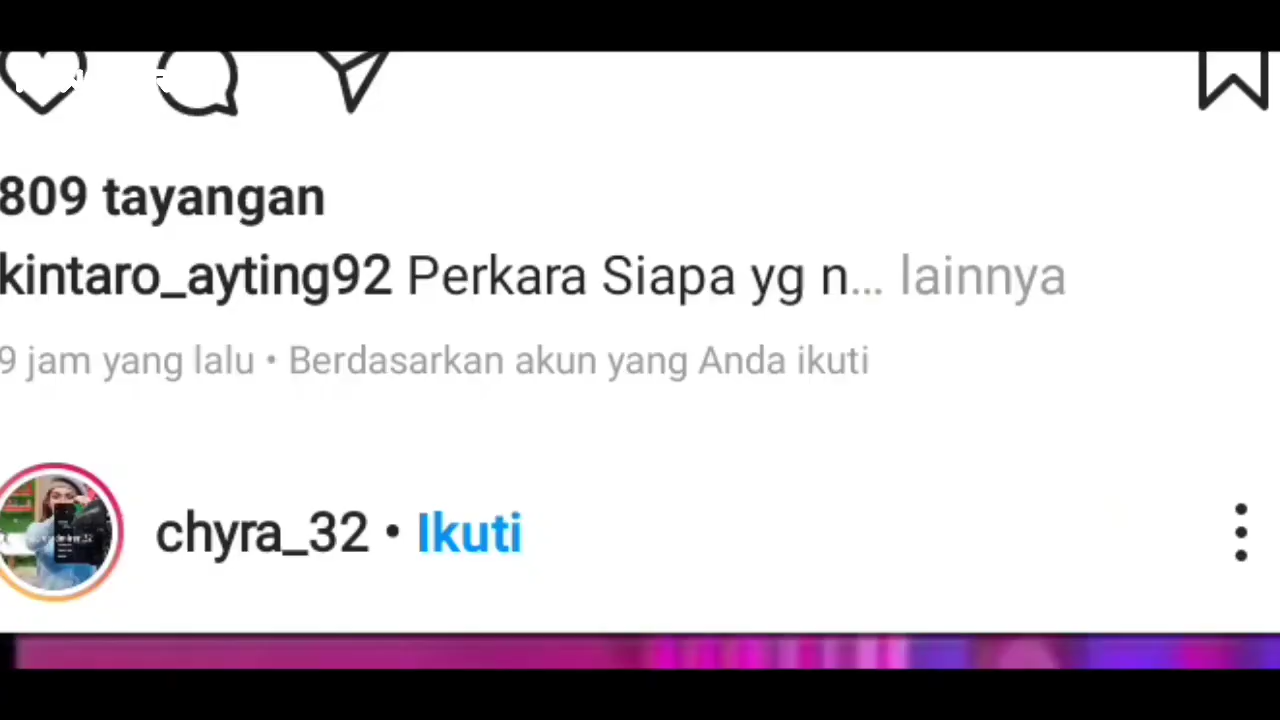 809 tayangan
kintaro_ayting92 Perkara Siapa yg n... lainnya
9 jam yang lalu • Berdasarkan akun yang Anda ikuti
chyra_32 • Ikuti